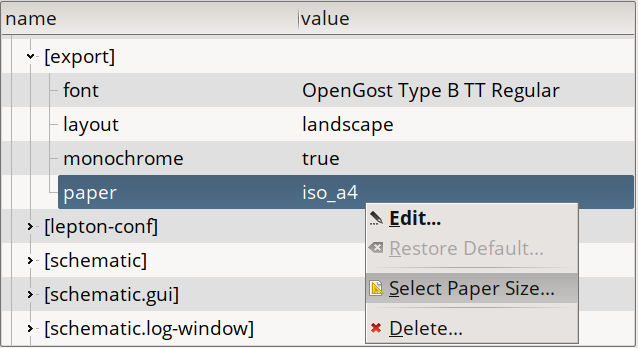 name value
[export]
font OpenGost Type B TT Regular
layout landscape
monochrome true
paper iso_a4
[lepton-conf]
[schematic]
[schematic.gui]
[schematic.log-window]
Edit...
Restore Default...
Select Paper Size...
Delete...